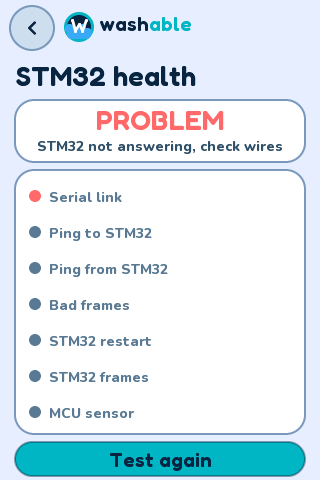 washable
STM32 health
PROBLEM
STM32 not answering, check wires
Serial link
Ping to STM32
Ping from STM32
Bad frames
STM32 restart
STM32 frames
MCU sensor
Test again